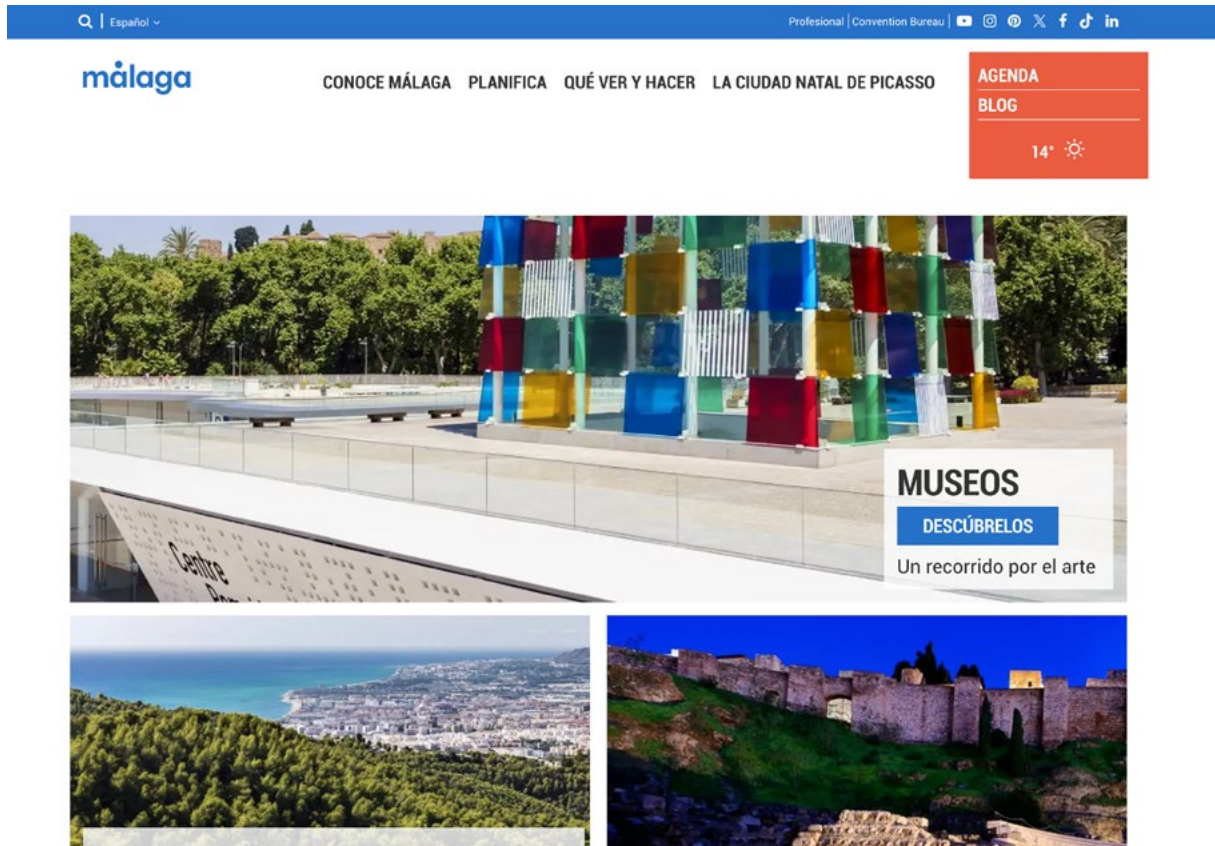 Español
Profesional | Convention Bureau |
målaga
CONOCE MÁLAGA PLANIFICA QUÉ VER Y HACER LA CIUDAD NATAL DE PICASSO
AGENDA
BLOG
14°
MUSEOS
DESCÚBRELOS
Un recorrido por el arte
Centre